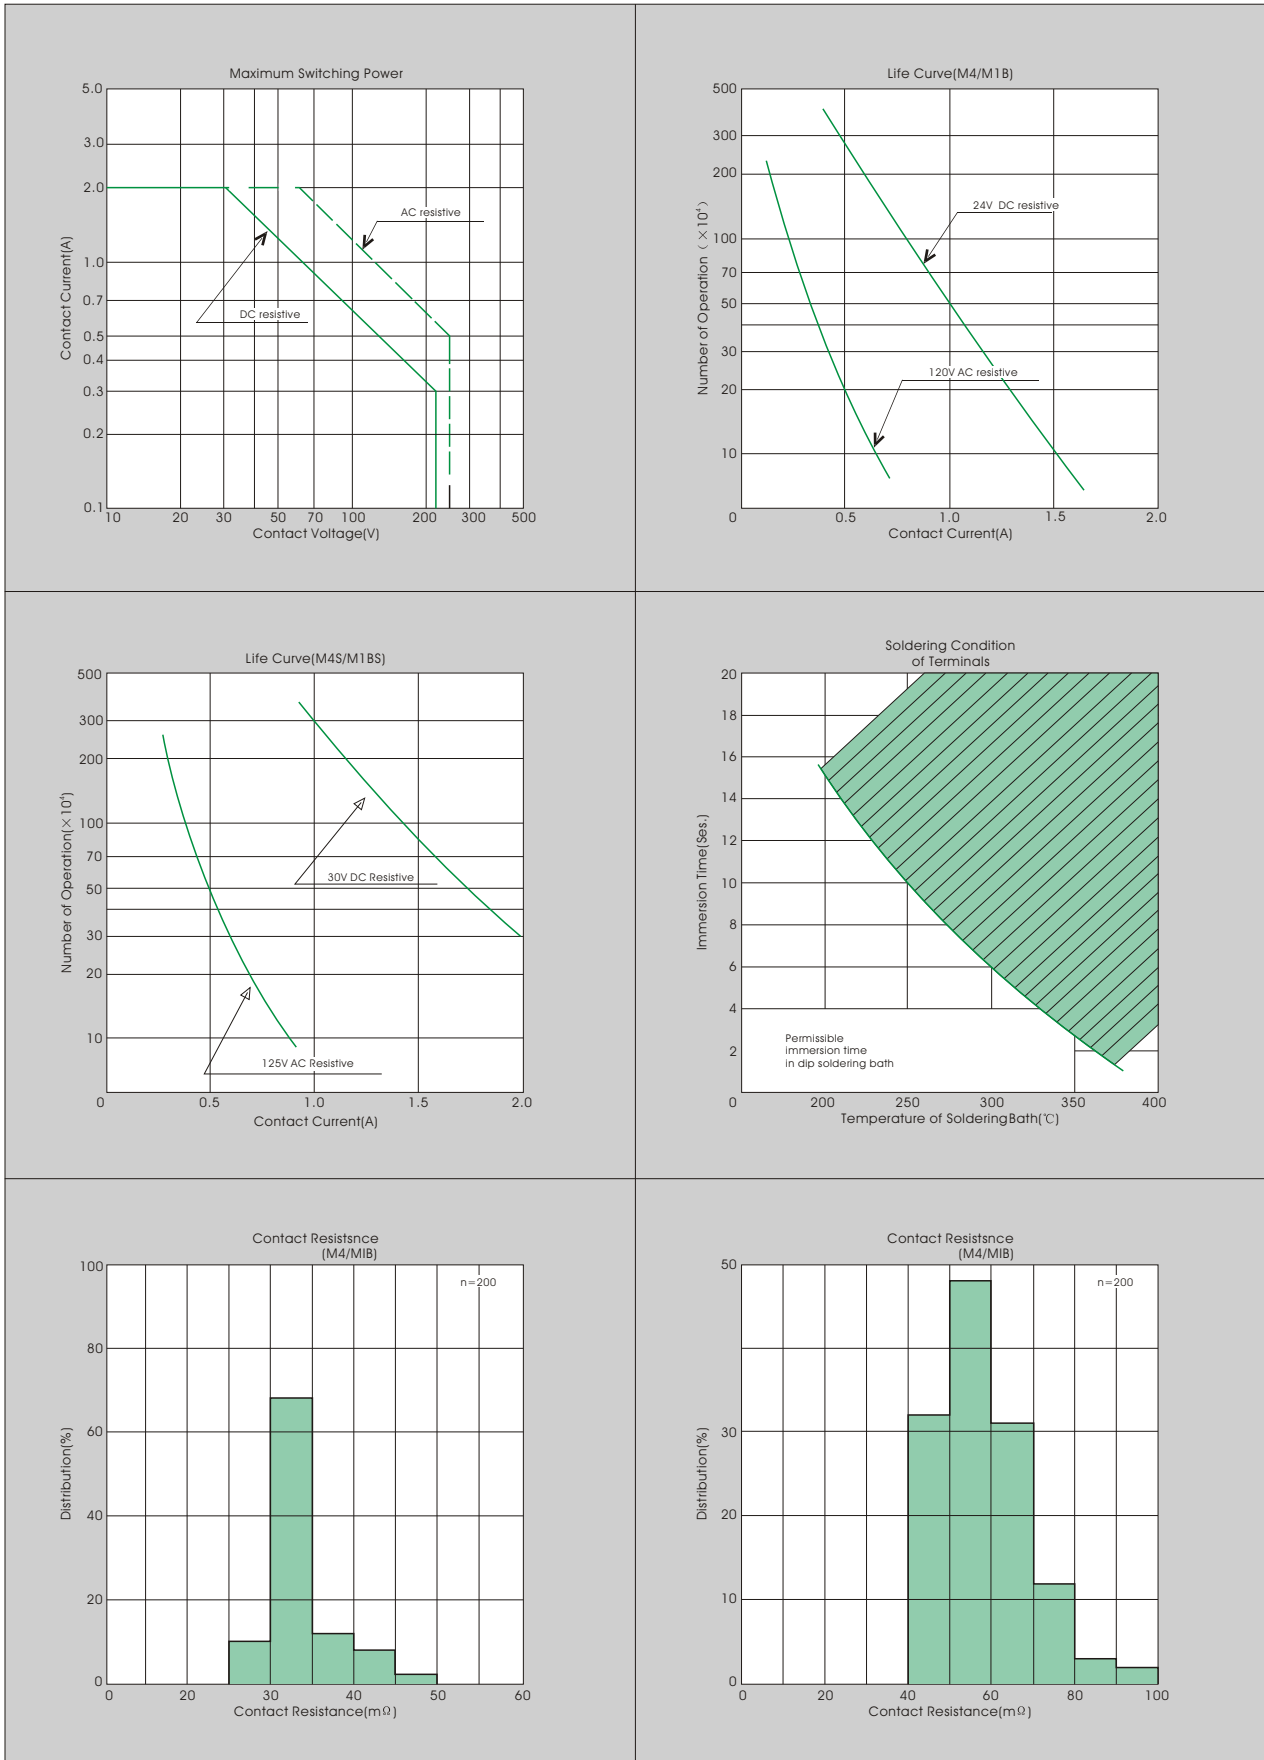 Maximum Switching Power
5.0
3.0
2.0
1.0
0.7
0.5
0.4
0.3
0.2
0.1
Contact Current(A)
AC resistive
DC resistive
10 20 30 50 70 100 200 300 500
Contact Voltage(V)
Life Curve(M4/M1B)
500
300
200
100
70
50
30
20
10
0
Number of Operation (×10⁴)
24V DC resistive
120V AC resistive
0.5 1.0 1.5 2.0
Contact Current(A)
Life Curve(M4S/M1BS)
500
300
200
100
70
50
30
20
10
0
Number of Operation(×10⁴)
30V DC Resistive
125V AC Resistive
0.5 1.0 1.5 2.0
Contact Current(A)
Soldering Condition
of Terminals
20
18
16
14
12
10
8
6
4
2
0
Immersion Time(Ses.)
Permissible
immersion time
in dip soldering bath
200 250 300 350 400
Temperature of SolderingBath(℃)
Contact Resistsnce
(M4/MIB)
100
80
60
40
20
0
Distribution(%)
n=200
0 20 30 40 50 60
Contact Resistance(mΩ)
Contact Resistsnce
(M4/MIB)
50
30
20
10
0
Distribution(%)
n=200
0 20 40 60 80 100
Contact Resistance(mΩ)